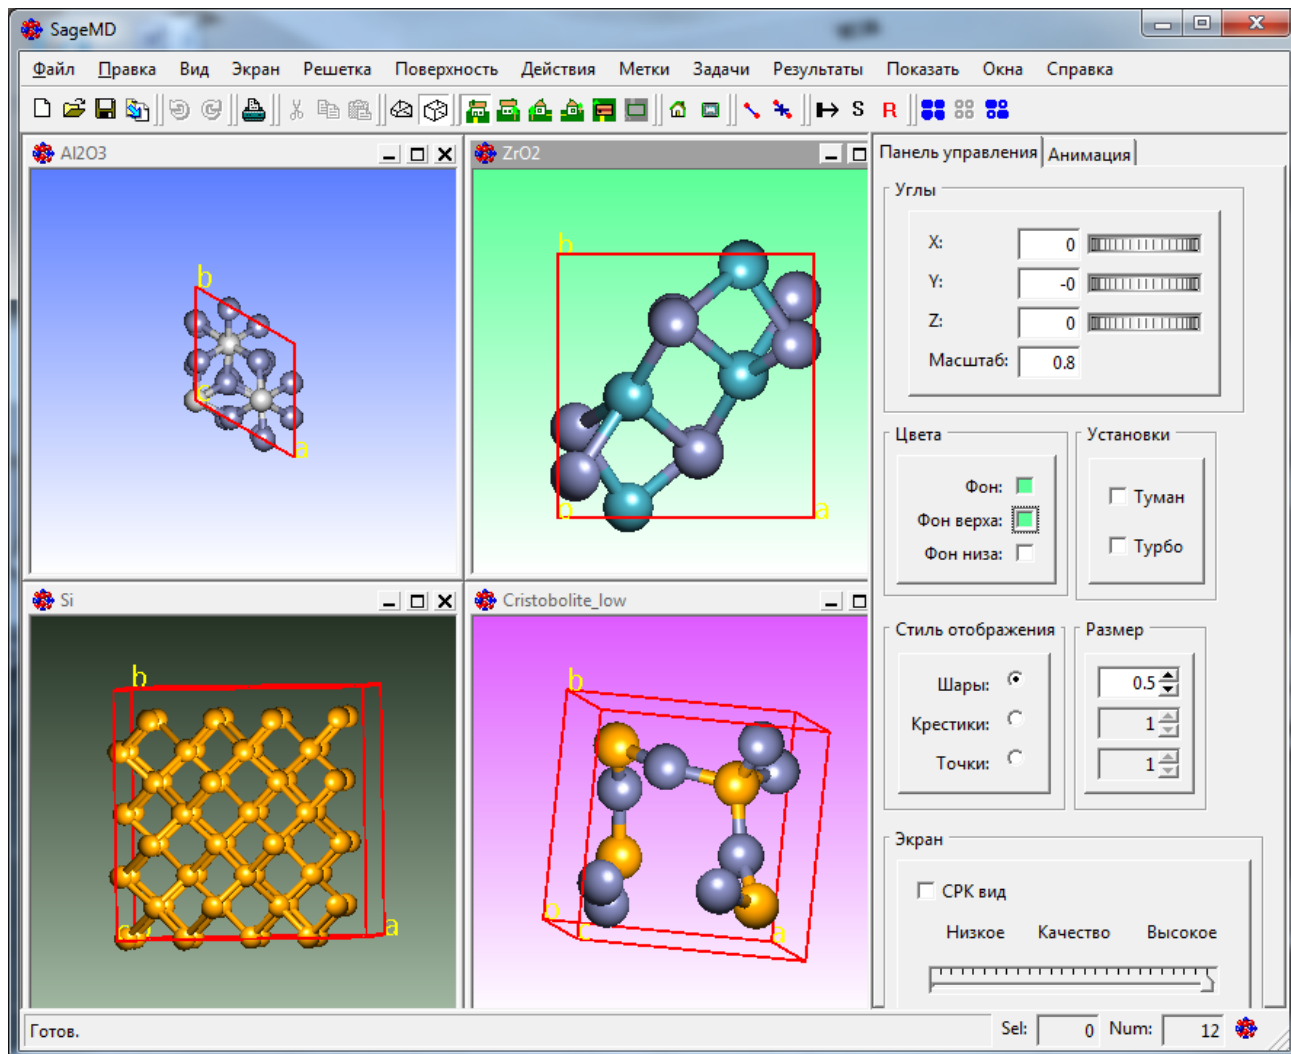 SageMD
Файл Правка Вид Экран Решетка Поверхность Действия Метки Задачи Результаты Показать Окна Справка
S R
Al2O3
b
c
a
ZrO2
b
o
a
Si
b
a
Cristobolite_low
b
o
c
a
Панель управления Анимация
Углы
X: 0
Y: -0
Z: 0
Масштаб: 0.8
Цвета
Фон:
Фон верха:
Фон низа:
Установки
Туман
Турбо
Стиль отображения
Шары:
Крестики:
Точки:
Размер
0.5
1
1
Экран
СРК вид
Низкое Качество Высокое
Готов.
Sel: 0 Num: 12